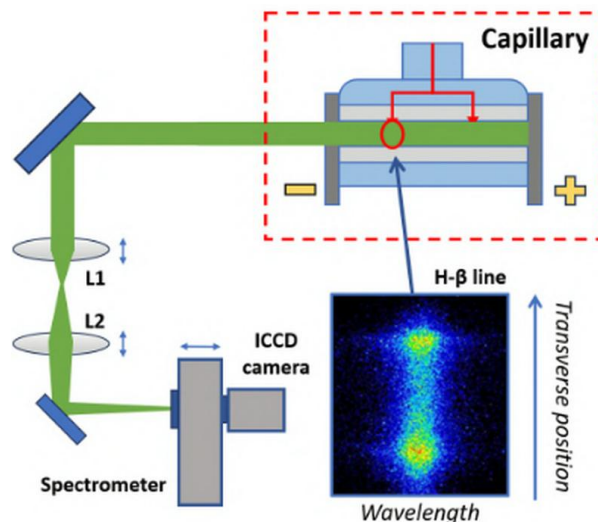 Capillary
L1
L2
H-β line
ICCD
camera
Transverse position
Spectrometer
Wavelength